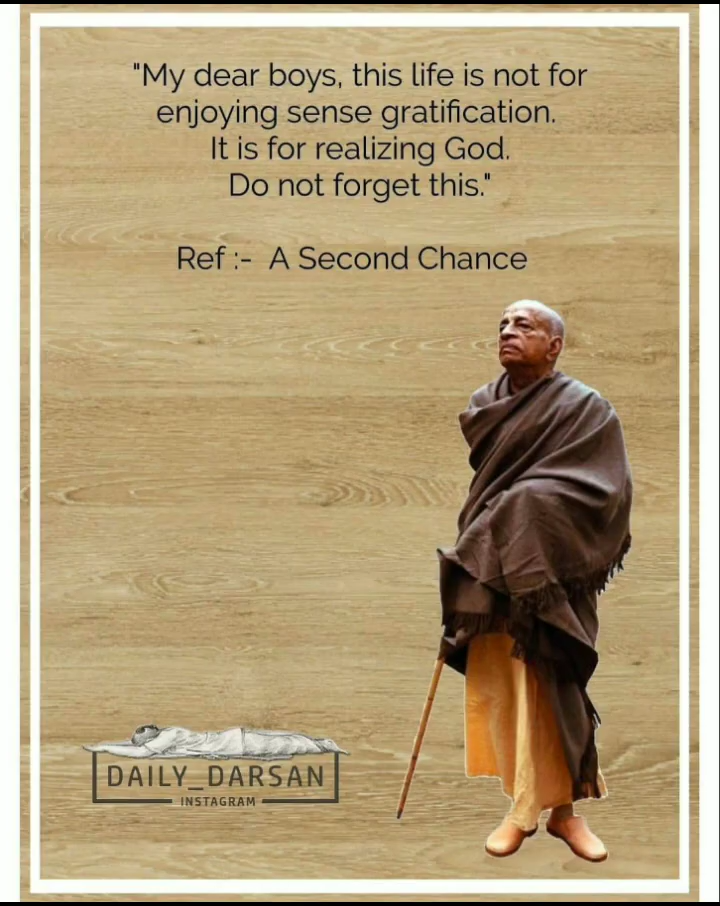 "My dear boys, this life is not for
enjoying sense gratification.
It is for realizing God.
Do not forget this."
Ref :- A Second Chance
DAILY_DARSAN
INSTAGRAM